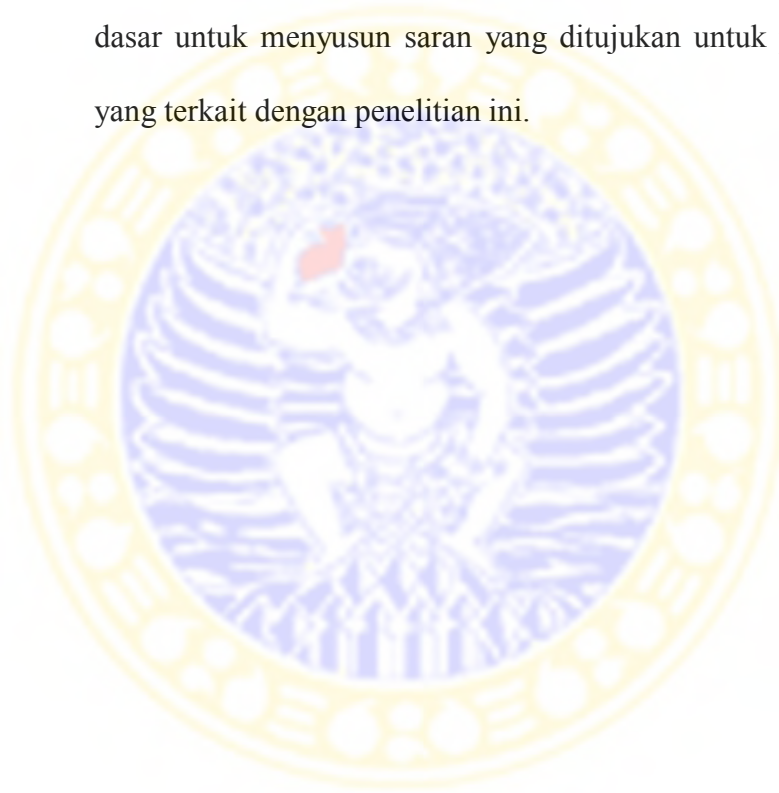 dasar untuk menyusun saran yang ditujukan untuk
yang terkait dengan penelitian ini.